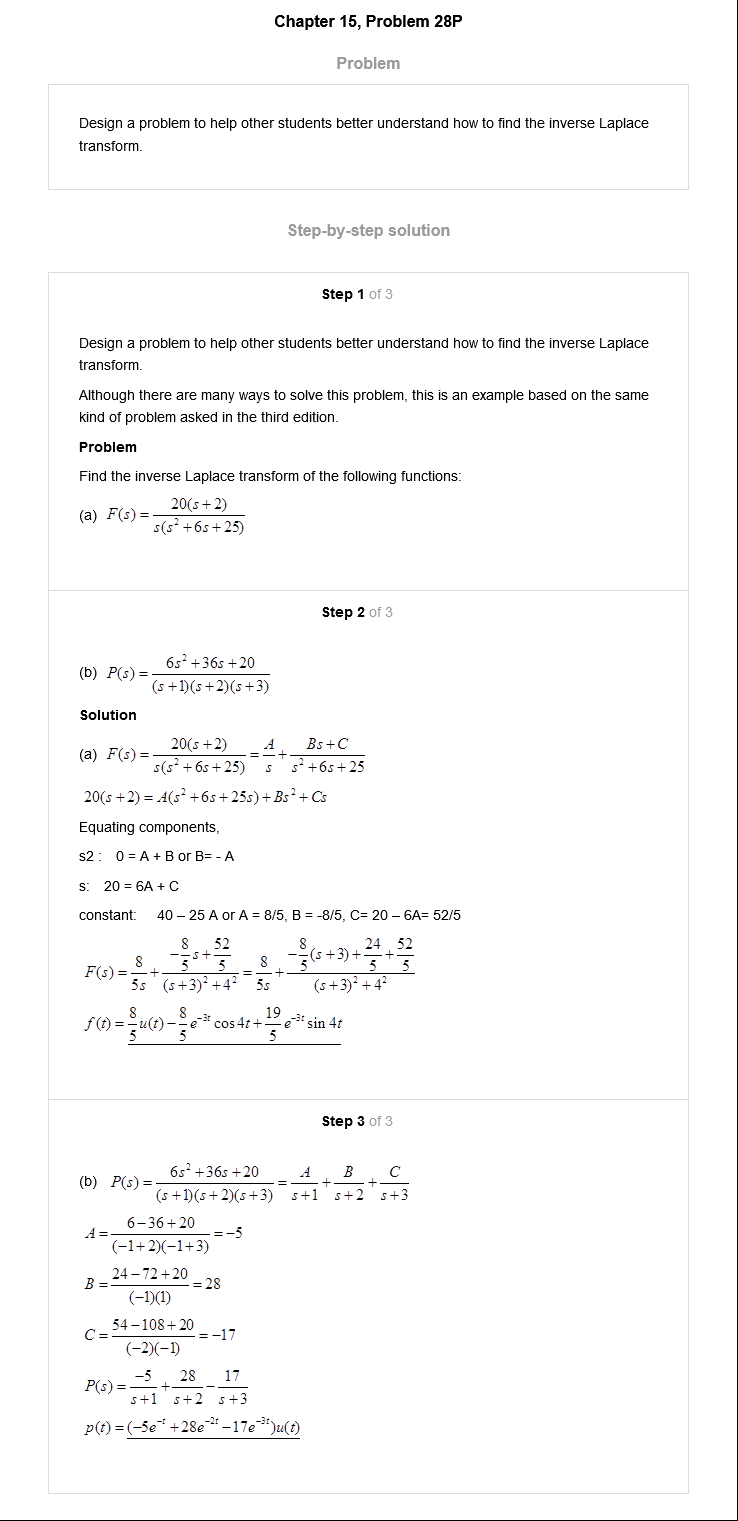 Chapter 15, Problem 28P
Problem
Design a problem to help other students better understand how to find the inverse Laplace
transform.
Step-by-step solution
Step 1 of 3
Design a problem to help other students better understand how to find the inverse Laplace
transform.
Although there are many ways to solve this problem, this is an example based on the same
kind of problem asked in the third edition.
Problem
Find the inverse Laplace transform of the following functions:
(a) F(s) = \frac{20(s+2)}{s(s^2+6s+25)}
Step 2 of 3
(b) P(s) = \frac{6s^2+36s+20}{(s+1)(s+2)(s+3)}
Solution
(a) F(s) = \frac{20(s+2)}{s(s^2+6s+25)} = \frac{A}{s} + \frac{Bs+C}{s^2+6s+25}
20(s+2) = A(s^2+6s+25s)+Bs^2+Cs
Equating components,
s2 : 0 = A + B or B= - A
s: 20 = 6A + C
constant: 40 – 25 A or A = 8/5, B = -8/5, C= 20 – 6A= 52/5
F(s) = \frac{8}{5s} + \frac{-\frac{8}{5}s+\frac{52}{5}}{(s+3)^2+4^2} = \frac{8}{5s} + \frac{-\frac{8}{5}(s+3)+\frac{24}{5}+\frac{52}{5}}{(s+3)^2+4^2}
f(t) = \frac{8}{5}u(t) - \frac{8}{5}e^{-3t}cos4t + \frac{19}{5}e^{-3t}sin 4t
Step 3 of 3
(b) P(s) = \frac{6s^2+36s+20}{(s+1)(s+2)(s+3)} = \frac{A}{s+1} + \frac{B}{s+2} + \frac{C}{s+3}
A = \frac{6-36+20}{(-1+2)(-1+3)} = -5
B = \frac{24-72+20}{(-1)(1)} = 28
C = \frac{54-108+20}{(-2)(-1)} = -17
P(s) = \frac{-5}{s+1} + \frac{28}{s+2} - \frac{17}{s+3}
p(t) = (-5e^{-t}+28e^{-2t}-17e^{-3t})u(t)